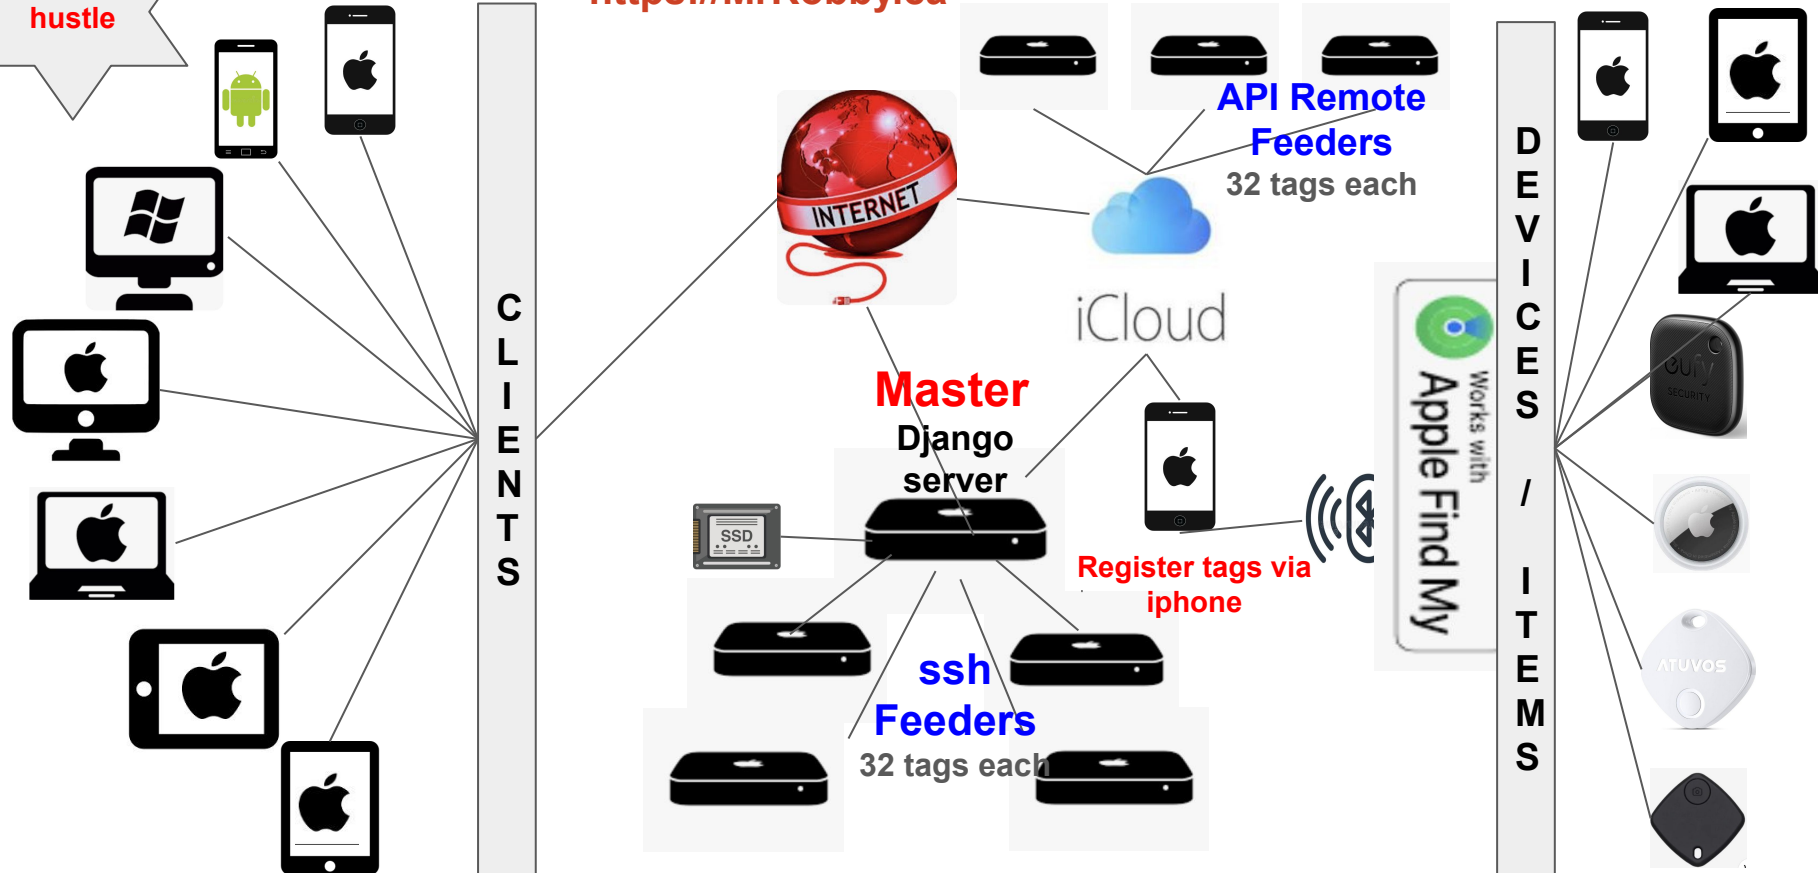 hustle
INTERNET
API Remote
Feeders
32 tags each
iCloud
CLIENTS
Master
Django
server
SSD
Register tags via
iphone
ssh
Feeders
32 tags each
Works with
Apple Find My
DEVICES / ITEMS
eufy
SECURITY
ATUVOS